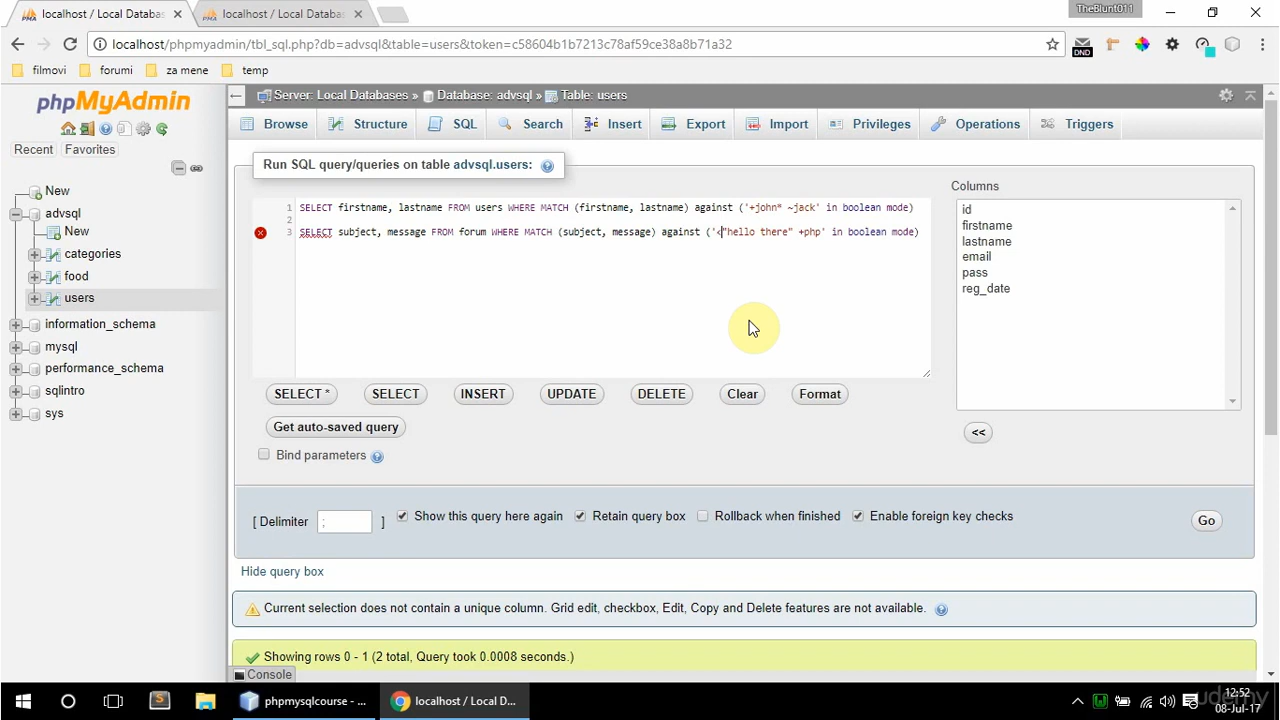 localhost / Local Databas
localhost / Local Databas
TheBlunt011
localhost/phpmyadmin/tbl_sql.php?db=advsql&table=users&token=c58604b1b7213c78af59ce38a8b71a32
DND
filmovi
forumi
za mene
temp
phpMyAdmin
Recent
Favorites
New
advsql
New
categories
food
users
information_schema
mysql
performance_schema
sqlintro
sys
Server: Local Databases » Database: advsql » Table: users
Browse
Structure
SQL
Search
Insert
Export
Import
Privileges
Operations
Triggers
Run SQL query/queries on table advsql.users:
1 SELECT firstname, lastname FROM users WHERE MATCH (firstname, lastname) against ('+john* ~jack' in boolean mode)
2
3 SELECT subject, message FROM forum WHERE MATCH (subject, message) against ('<"hello there" +php' in boolean mode)
Columns
id
firstname
lastname
email
pass
reg_date
<<
SELECT *
SELECT
INSERT
UPDATE
DELETE
Clear
Format
Get auto-saved query
Bind parameters
[ Delimiter ; ]
Show this query here again
Retain query box
Rollback when finished
Enable foreign key checks
Go
Hide query box
Current selection does not contain a unique column. Grid edit, checkbox, Edit, Copy and Delete features are not available.
Showing rows 0 - 1 (2 total, Query took 0.0008 seconds.)
Console
phpmysqlcourse - ...
localhost / Local D...
12:52
08-Jul-17
udemy